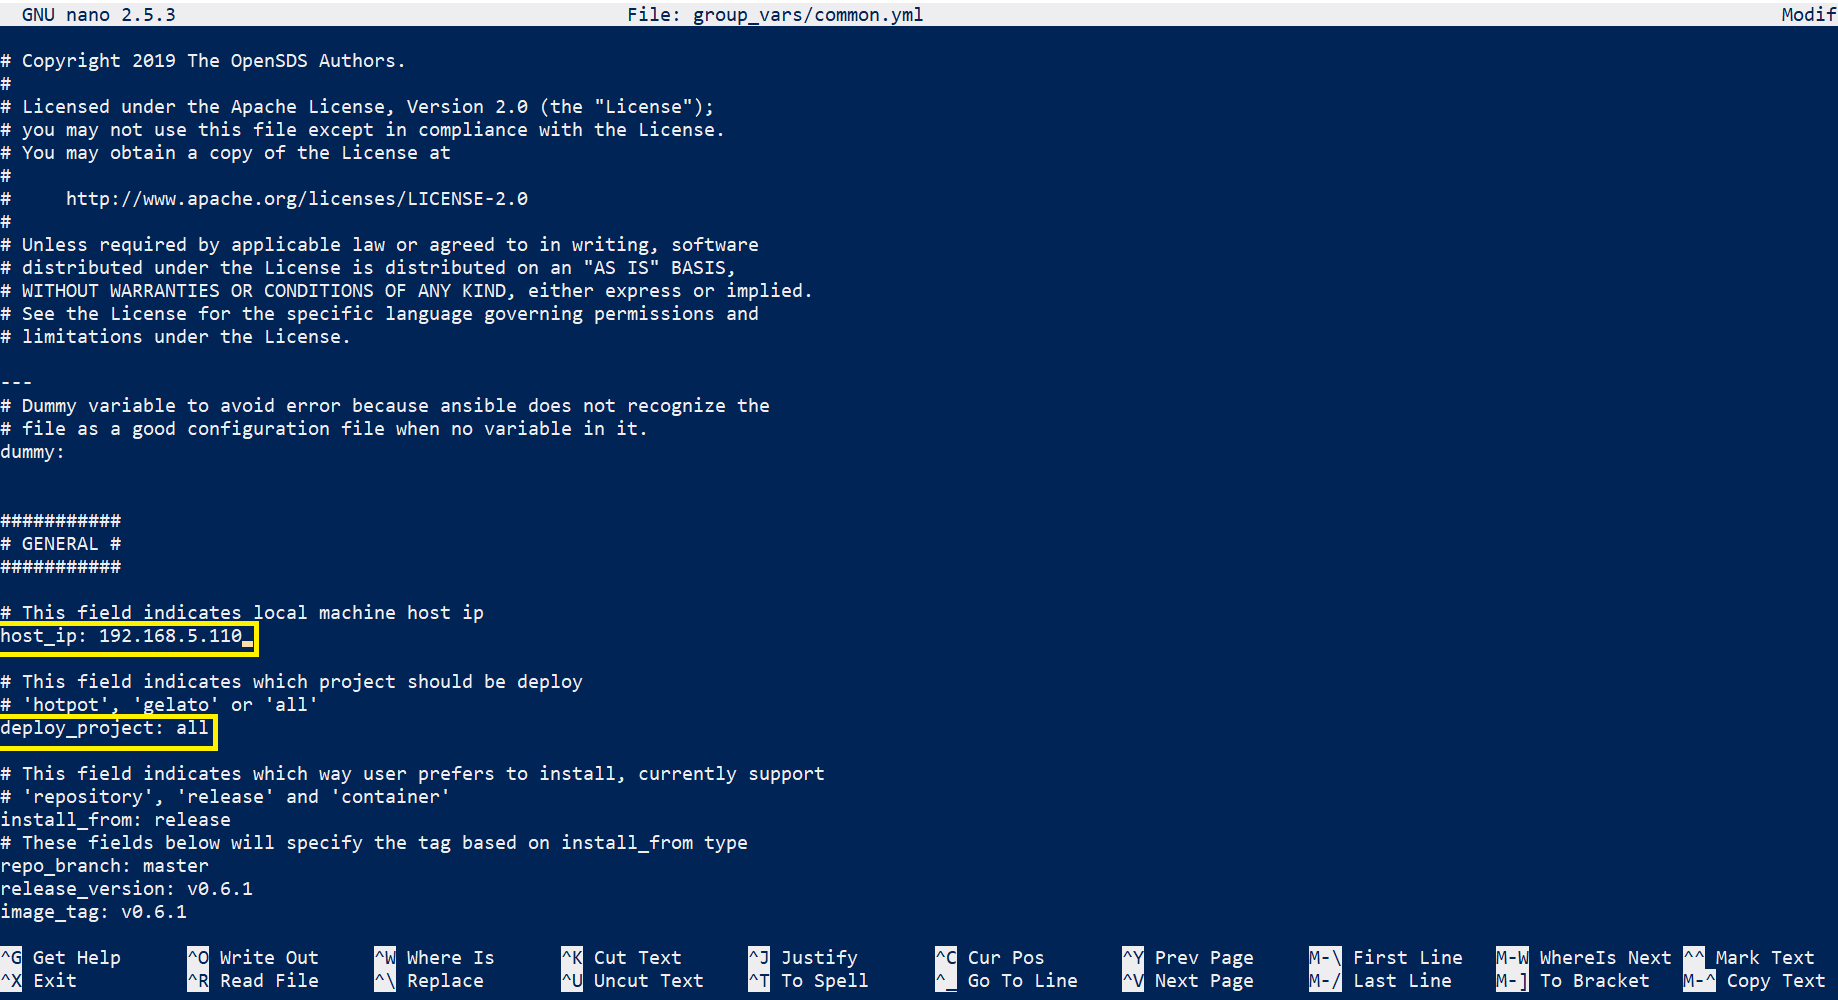 GNU nano 2.5.3 File: group_vars/common.yml Modif
# Copyright 2019 The OpenSDS Authors.
#
# Licensed under the Apache License, Version 2.0 (the "License");
# you may not use this file except in compliance with the License.
# You may obtain a copy of the License at
#
#     http://www.apache.org/licenses/LICENSE-2.0
#
# Unless required by applicable law or agreed to in writing, software
# distributed under the License is distributed on an "AS IS" BASIS,
# WITHOUT WARRANTIES OR CONDITIONS OF ANY KIND, either express or implied.
# See the License for the specific language governing permissions and
# limitations under the License.
---
# Dummy variable to avoid error because ansible does not recognize the
# file as a good configuration file when no variable in it.
dummy:
###########
# GENERAL #
###########
# This field indicates local machine host ip
host_ip: 192.168.5.110
# This field indicates which project should be deploy
# 'hotpot', 'gelato' or 'all'
deploy_project: all
# This field indicates which way user prefers to install, currently support
# 'repository', 'release' and 'container'
install_from: release
# These fields below will specify the tag based on install_from type
repo_branch: master
release_version: v0.6.1
image_tag: v0.6.1
^G Get Help ^O Write Out ^W Where Is ^K Cut Text ^J Justify ^C Cur Pos ^Y Prev Page M-\ First Line M-W WhereIs Next ^^ Mark Text
^X Exit ^R Read File ^\ Replace ^U Uncut Text ^T To Spell ^_ Go To Line ^V Next Page M-/ Last Line M-] To Bracket M-^ Copy Text